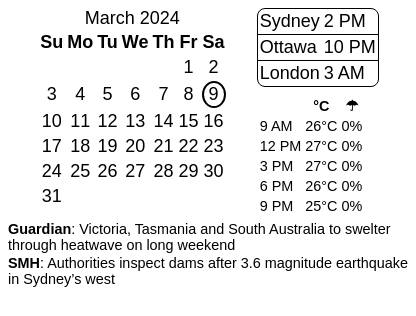 March 2024
Su Mo Tu We Th Fr Sa
1 2
3 4 5 6 7 8 9
10 11 12 13 14 15 16
17 18 19 20 21 22 23
24 25 26 27 28 29 30
31
Sydney 2 PM
Ottawa 10 PM
London 3 AM
°C ☂
9 AM 26°C 0%
12 PM 27°C 0%
3 PM 27°C 0%
6 PM 26°C 0%
9 PM 25°C 0%
Guardian: Victoria, Tasmania and South Australia to swelter
through heatwave on long weekend
SMH: Authorities inspect dams after 3.6 magnitude earthquake
in Sydney’s west